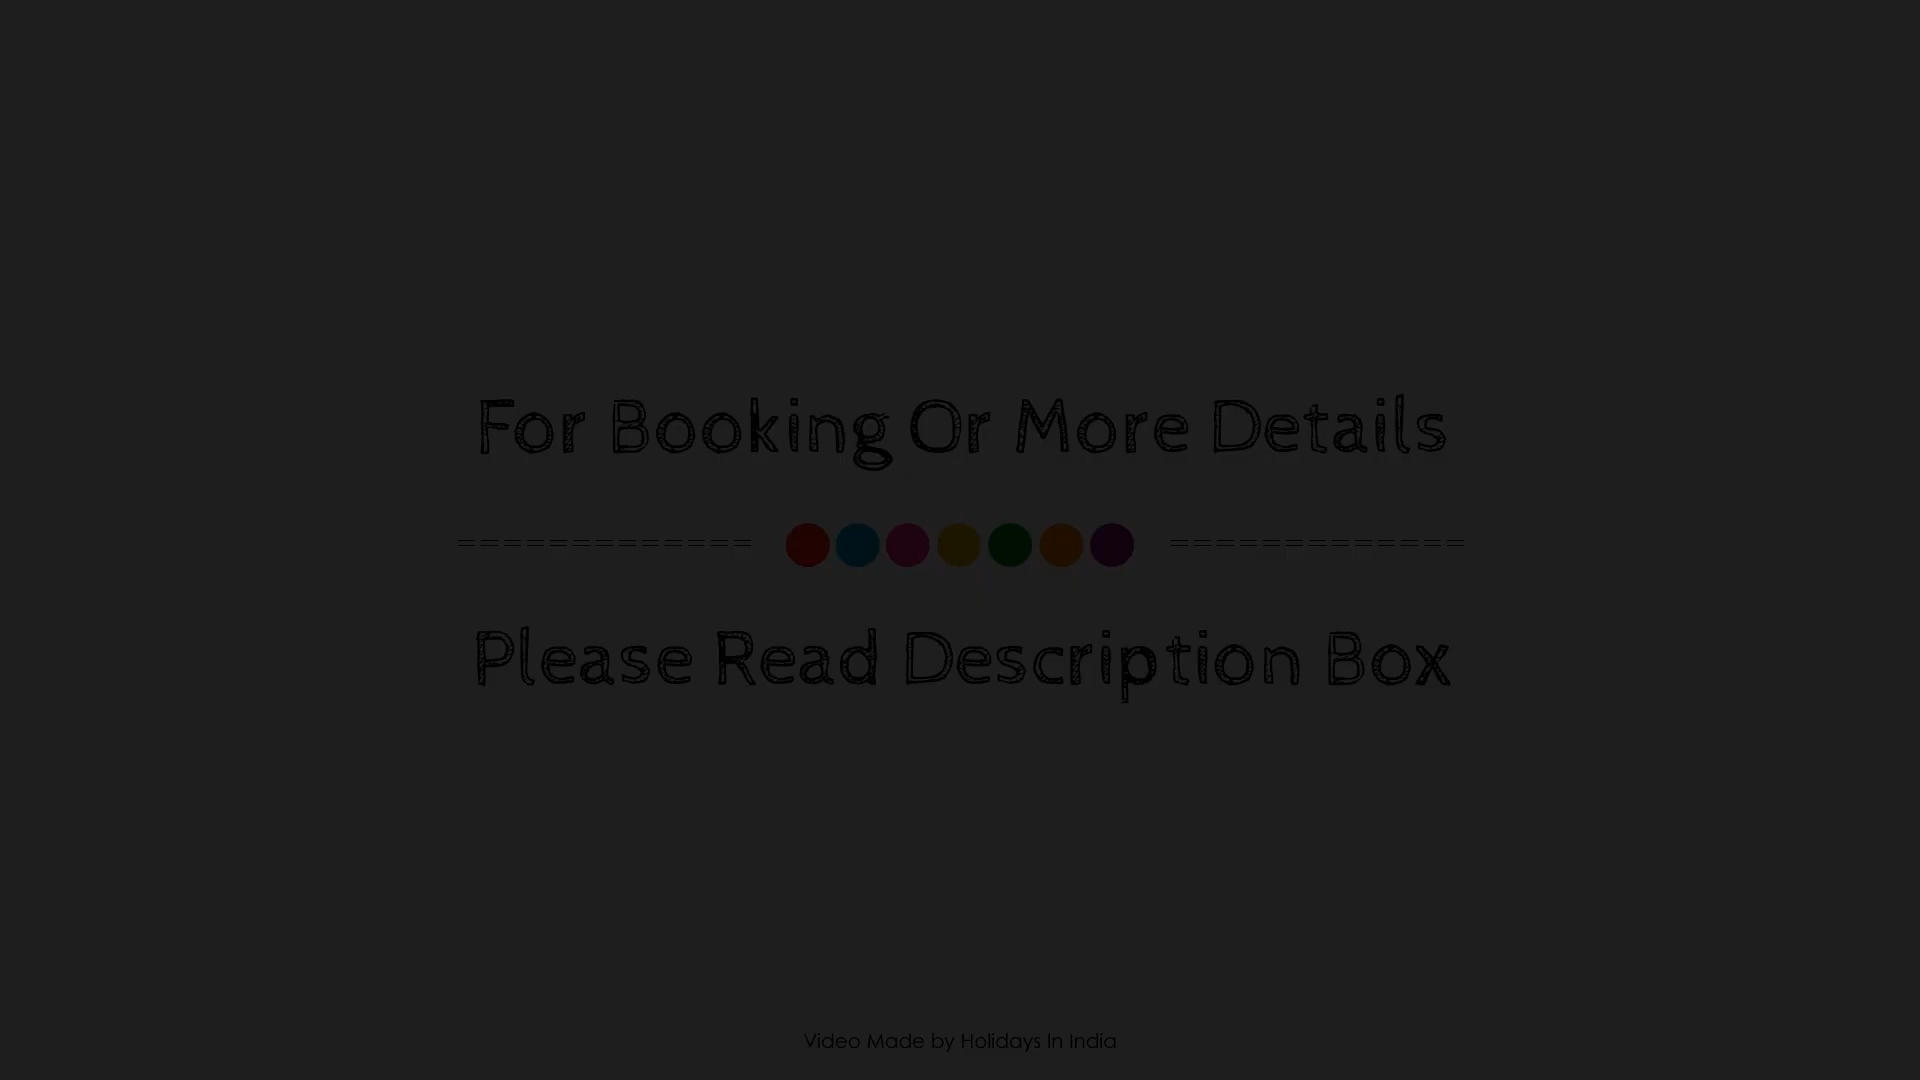 For Booking Or More Details
============= =============
Please Read Description Box
Video Made by Holidays In India